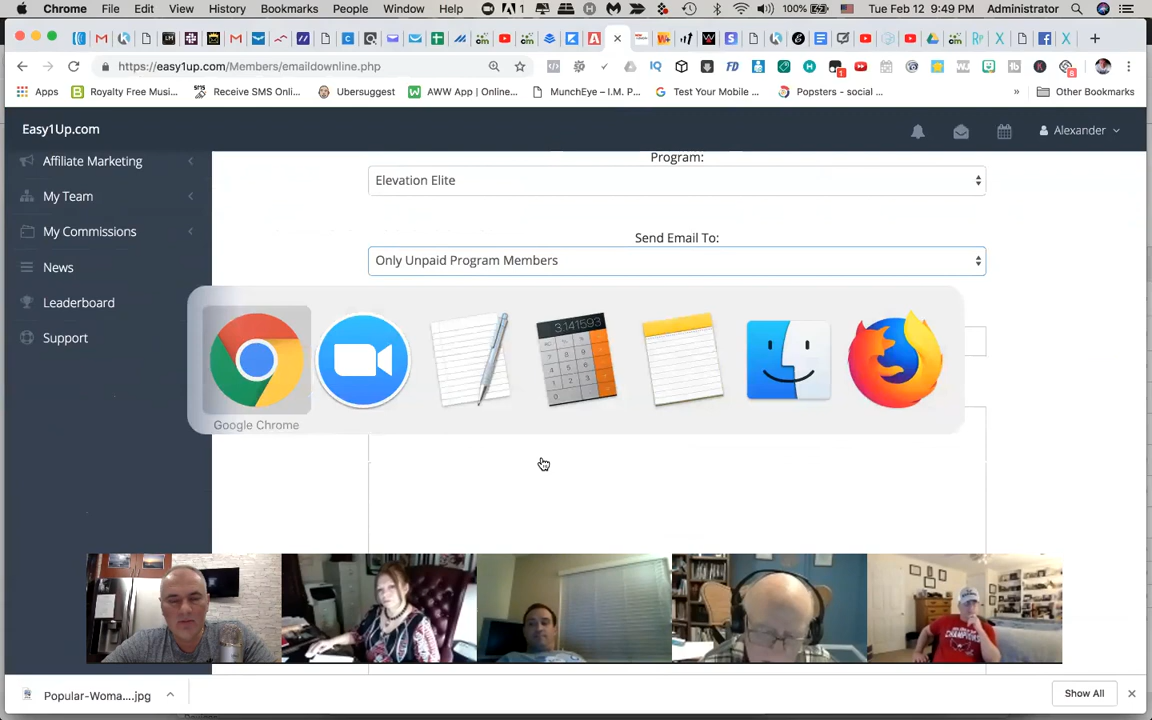 Chrome File Edit View History Bookmarks People Window Help 1 100% Tue Feb 12 9:49 PM Administrator
https://easy1up.com/Members/emaildownline.php
Apps Royalty Free Musi... Receive SMS Onli... Ubersuggest AWW App | Online... MunchEye – I.M. P... Test Your Mobile ... Popsters - social ... » Other Bookmarks
Easy1Up.com Alexander
Affiliate Marketing
My Team
My Commissions
News
Leaderboard
Support
Program:
Elevation Elite
Send Email To:
Only Unpaid Program Members
3.141593
Google Chrome
Popular-Woma....jpg Show All